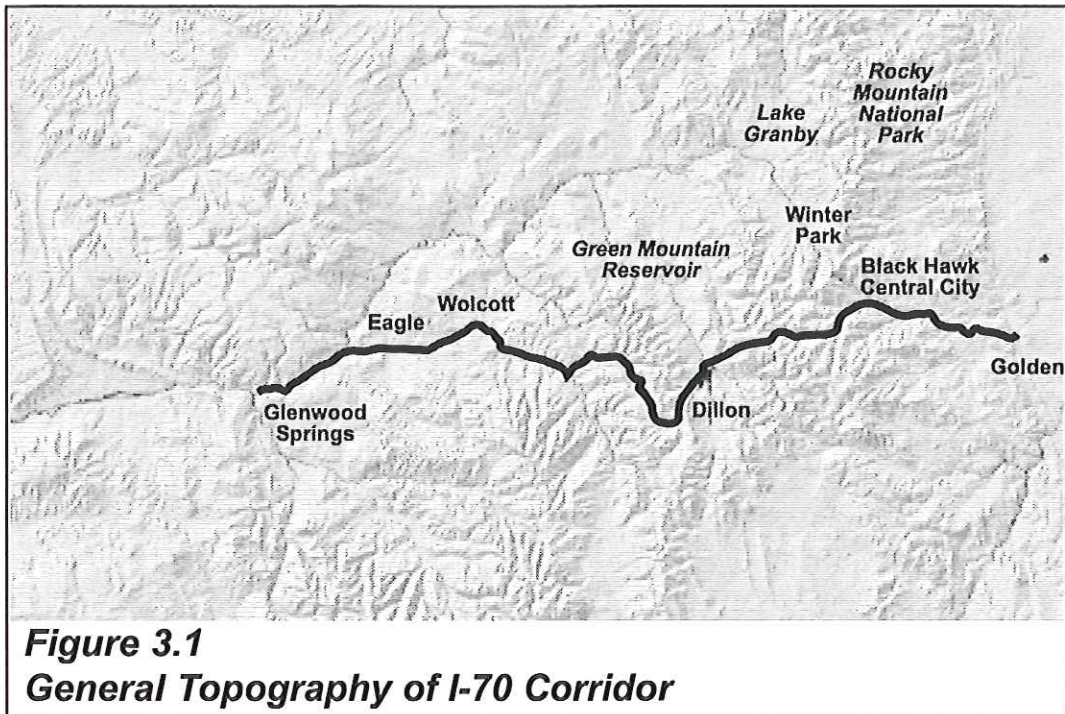 Rocky
Mountain
National
Park
Lake
Granby
Winter
Park
Green Mountain
Reservoir
Black Hawk
Central City
Wolcott
Eagle
Golden
Dillon
Glenwood
Springs
Figure 3.1
General Topography of I-70 Corridor